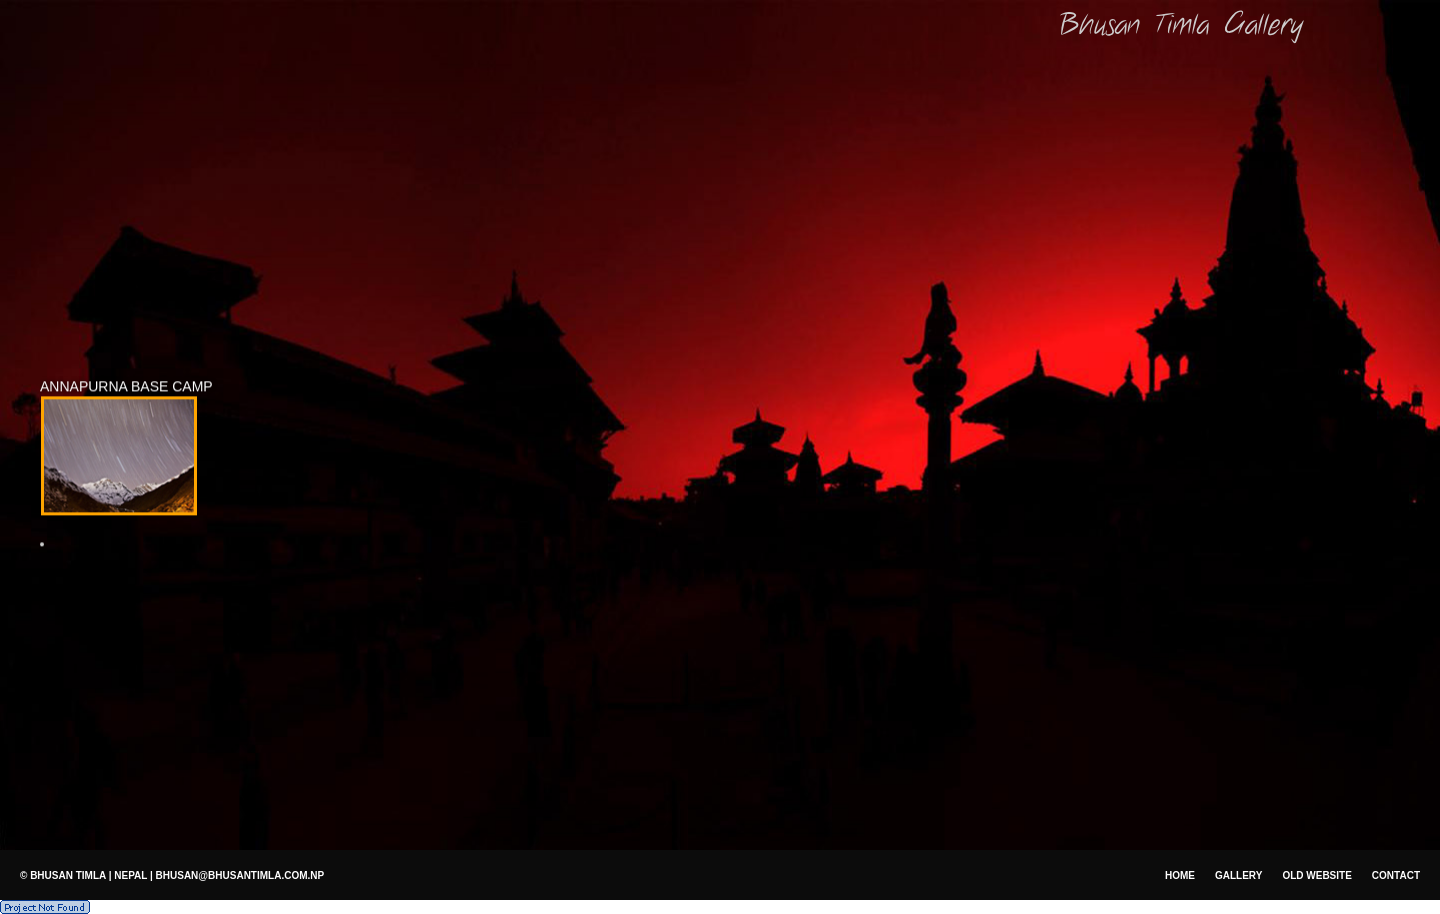 Bhusan Timla Gallery
ANNAPURNA BASE CAMP
© BHUSAN TIMLA | NEPAL | BHUSAN@BHUSANTIMLA.COM.NP
HOME GALLERY OLD WEBSITE CONTACT
Project Not Found